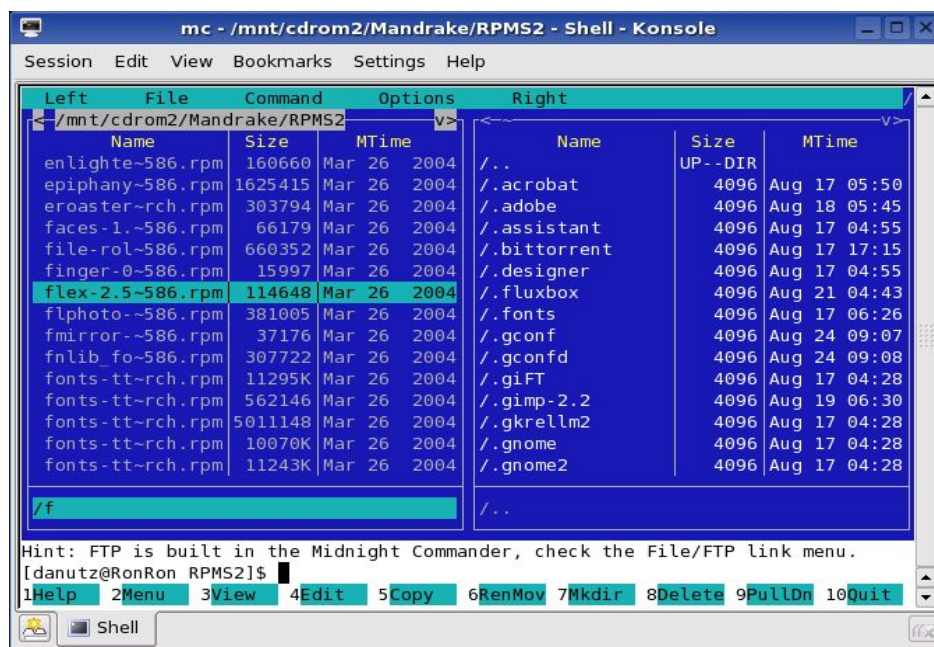 mc - /mnt/cdrom2/Mandrake/RPMS2 - Shell - Konsole
Session Edit View Bookmarks Settings Help
Left File Command Options Right /
<-/mnt/cdrom2/Mandrake/RPMS2 v> <-~ v>
Name Size MTime Name Size MTime
enlighte~586.rpm 160660 Mar 26 2004 /.. UP--DIR
epiphany~586.rpm 1625415 Mar 26 2004 /.acrobat 4096 Aug 17 05:50
eroaster~rch.rpm 303794 Mar 26 2004 /.adobe 4096 Aug 18 05:45
faces-1.~586.rpm 66179 Mar 26 2004 /.assistant 4096 Aug 17 04:55
file-rol~586.rpm 660352 Mar 26 2004 /.bittorrent 4096 Aug 17 17:15
finger-0~586.rpm 15997 Mar 26 2004 /.designer 4096 Aug 17 04:55
flex-2.5~586.rpm 114648 Mar 26 2004 /.fluxbox 4096 Aug 21 04:43
flphoto-~586.rpm 381005 Mar 26 2004 /.fonts 4096 Aug 17 06:26
fmirror-~586.rpm 37176 Mar 26 2004 /.gconf 4096 Aug 24 09:07
fnlib_fo~586.rpm 307722 Mar 26 2004 /.gconfd 4096 Aug 24 09:08
fonts-tt~rch.rpm 11295K Mar 26 2004 /.giFT 4096 Aug 17 04:28
fonts-tt~rch.rpm 562146 Mar 26 2004 /.gimp-2.2 4096 Aug 19 06:30
fonts-tt~rch.rpm 5011148 Mar 26 2004 /.gkrellm2 4096 Aug 17 04:28
fonts-tt~rch.rpm 10070K Mar 26 2004 /.gnome 4096 Aug 17 04:28
fonts-tt~rch.rpm 11243K Mar 26 2004 /.gnome2 4096 Aug 17 04:28
/f /..
Hint: FTP is built in the Midnight Commander, check the File/FTP link menu.
[danutz@RonRon RPMS2]$
1Help 2Menu 3View 4Edit 5Copy 6RenMov 7Mkdir 8Delete 9PullDn 10Quit
Shell